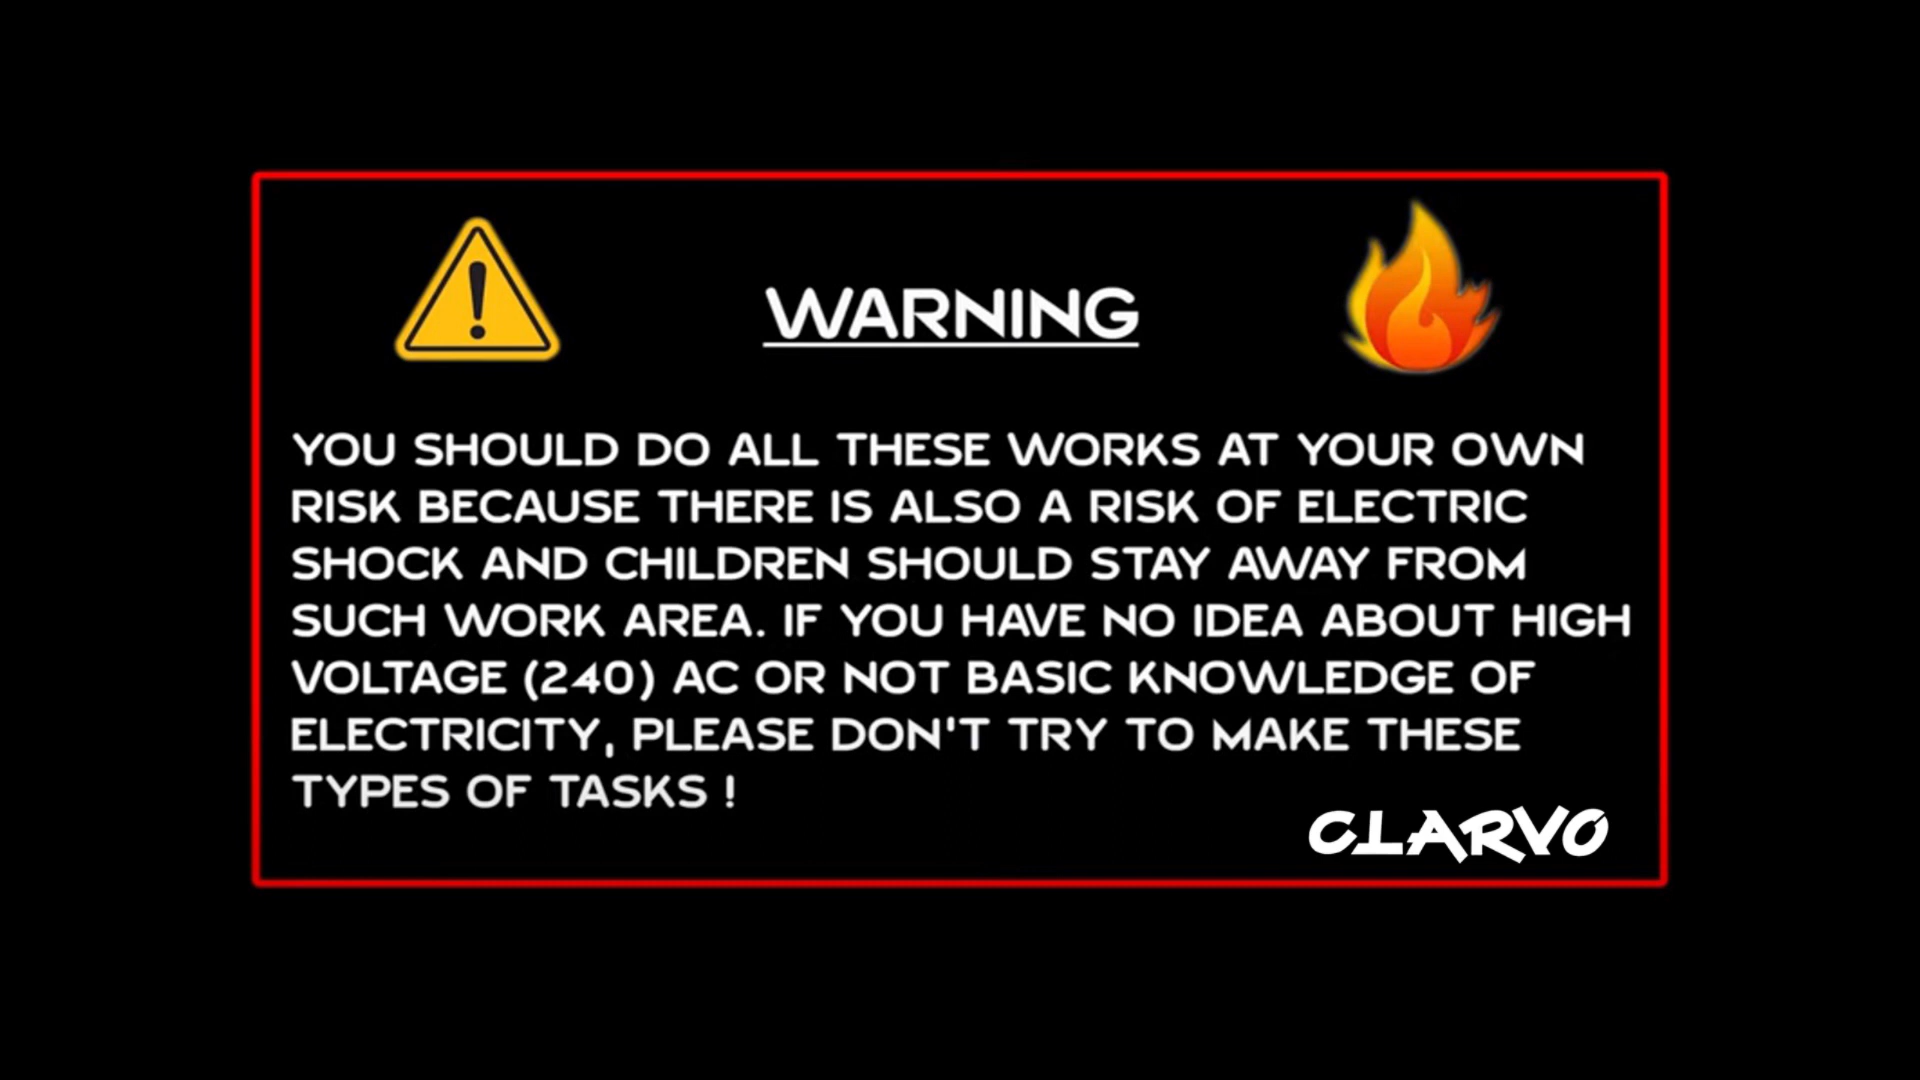 WARNING
YOU SHOULD DO ALL THESE WORKS AT YOUR OWN
RISK BECAUSE THERE IS ALSO A RISK OF ELECTRIC
SHOCK AND CHILDREN SHOULD STAY AWAY FROM
SUCH WORK AREA. IF YOU HAVE NO IDEA ABOUT HIGH
VOLTAGE (240) AC OR NOT BASIC KNOWLEDGE OF
ELECTRICITY, PLEASE DON'T TRY TO MAKE THESE
TYPES OF TASKS !
CLARVO